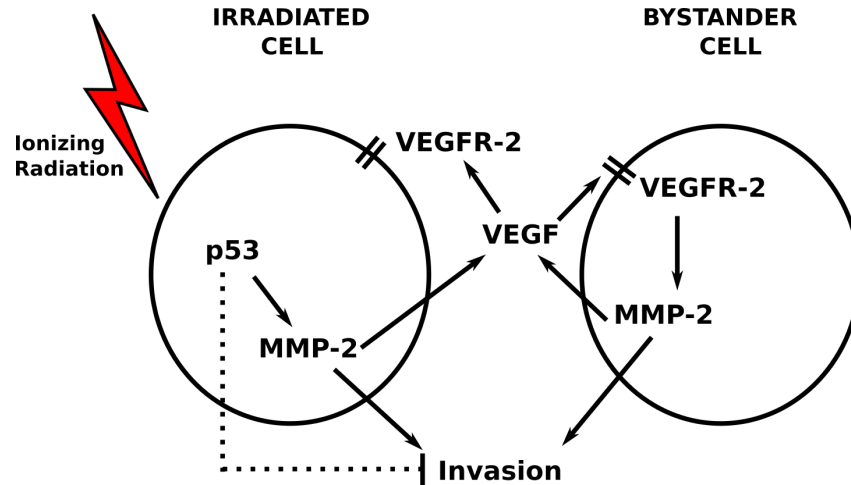 IRRADIATED
CELL
BYSTANDER
CELL
Ionizing
Radiation
VEGFR-2
VEGFR-2
VEGF
p53
MMP-2
MMP-2
Invasion